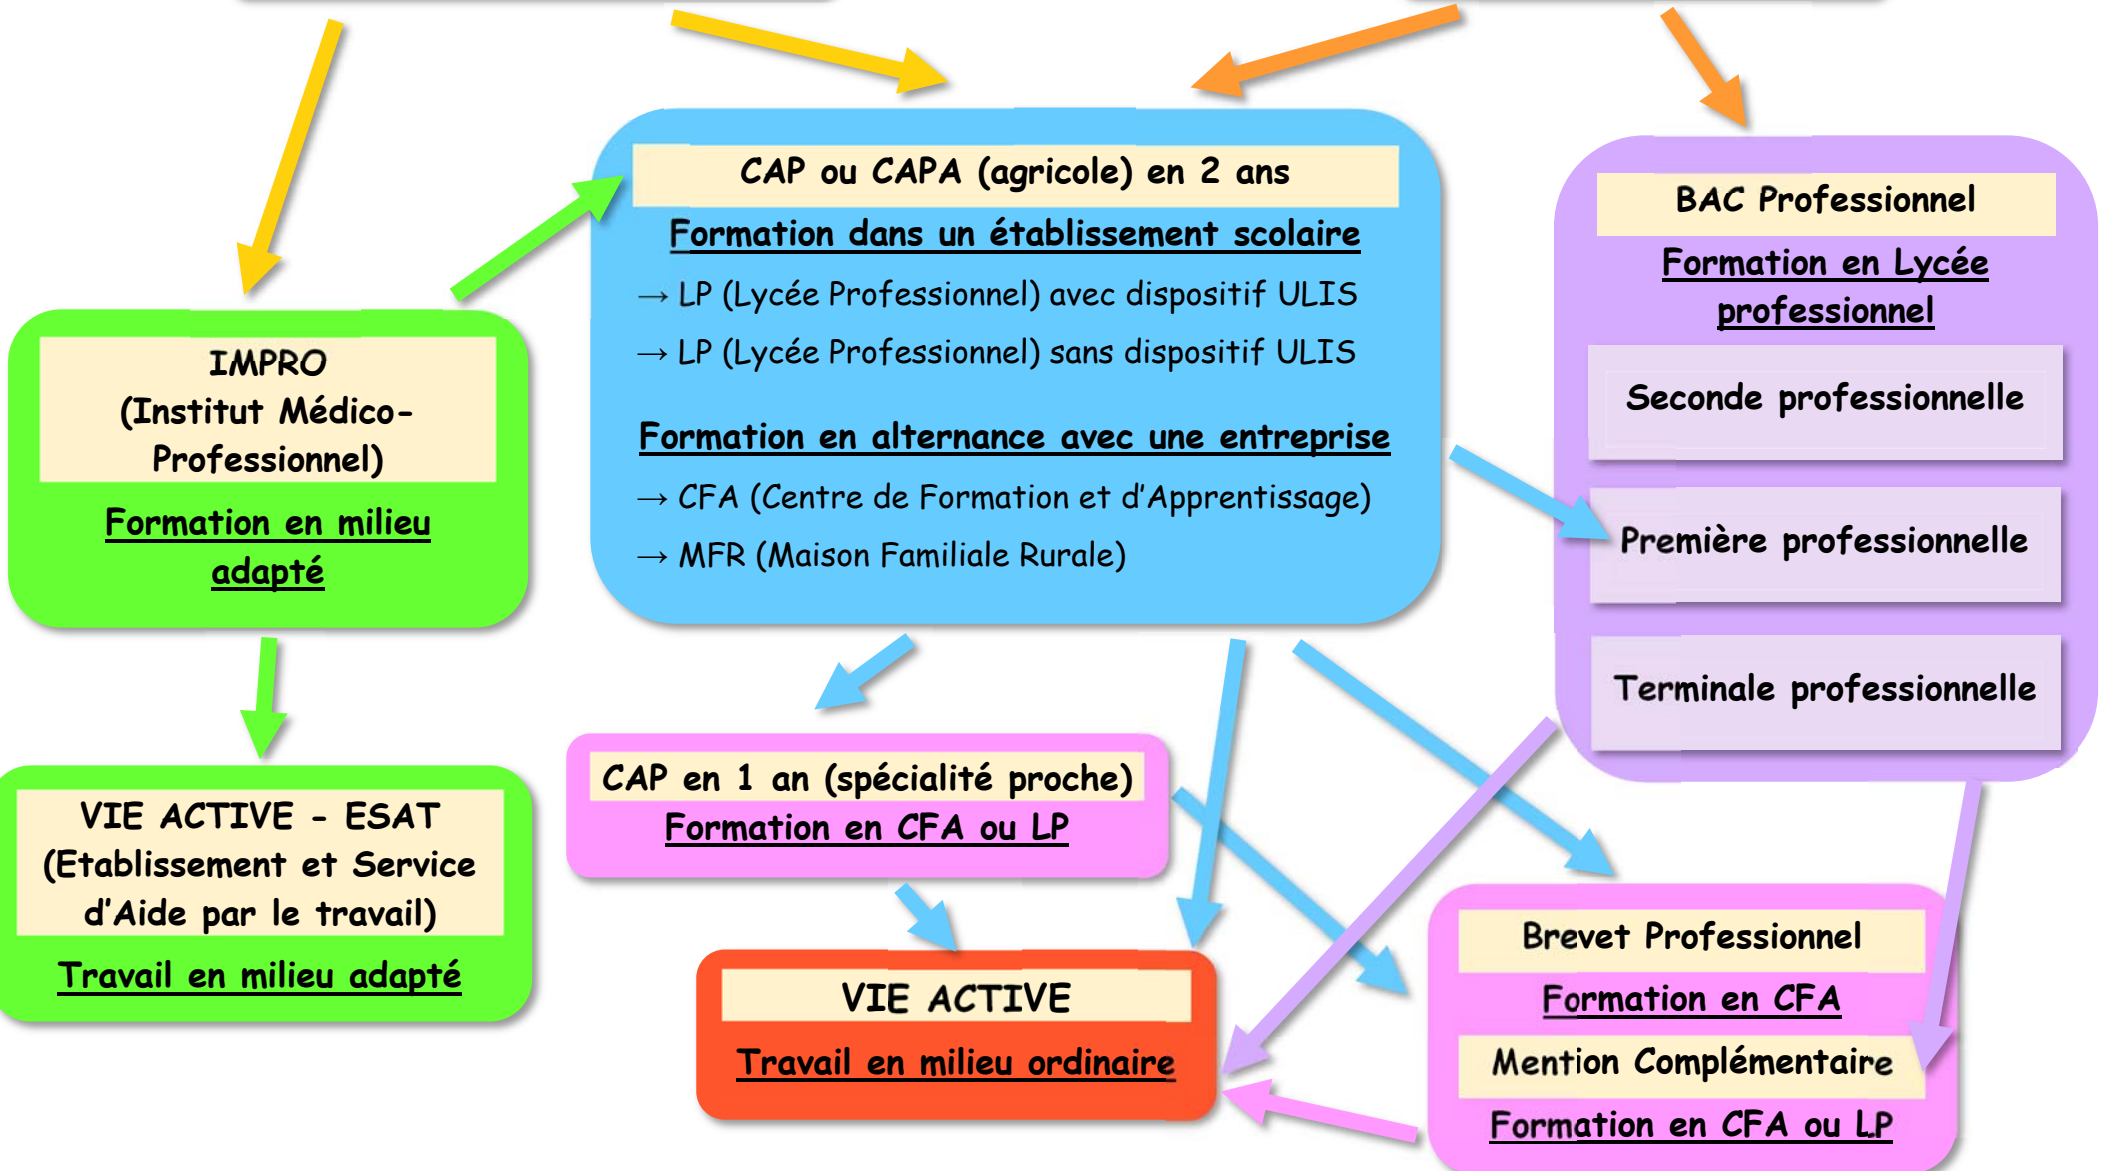 CAP ou CAPA (agricole) en 2 ans
Formation dans un établissement scolaire
→ LP (Lycée Professionnel) avec dispositif ULIS
→ LP (Lycée Professionnel) sans dispositif ULIS
Formation en alternance avec une entreprise
→ CFA (Centre de Formation et d'Apprentissage)
→ MFR (Maison Familiale Rurale)
BAC Professionnel
Formation en Lycée
professionnel
Seconde professionnelle
Première professionnelle
Terminale professionnelle
IMPRO
(Institut Médico-
Professionnel)
Formation en milieu
adapté
VIE ACTIVE - ESAT
(Etablissement et Service
d'Aide par le travail)
Travail en milieu adapté
CAP en 1 an (spécialité proche)
Formation en CFA ou LP
VIE ACTIVE
Travail en milieu ordinaire
Brevet Professionnel
Formation en CFA
Mention Complémentaire
Formation en CFA ou LP